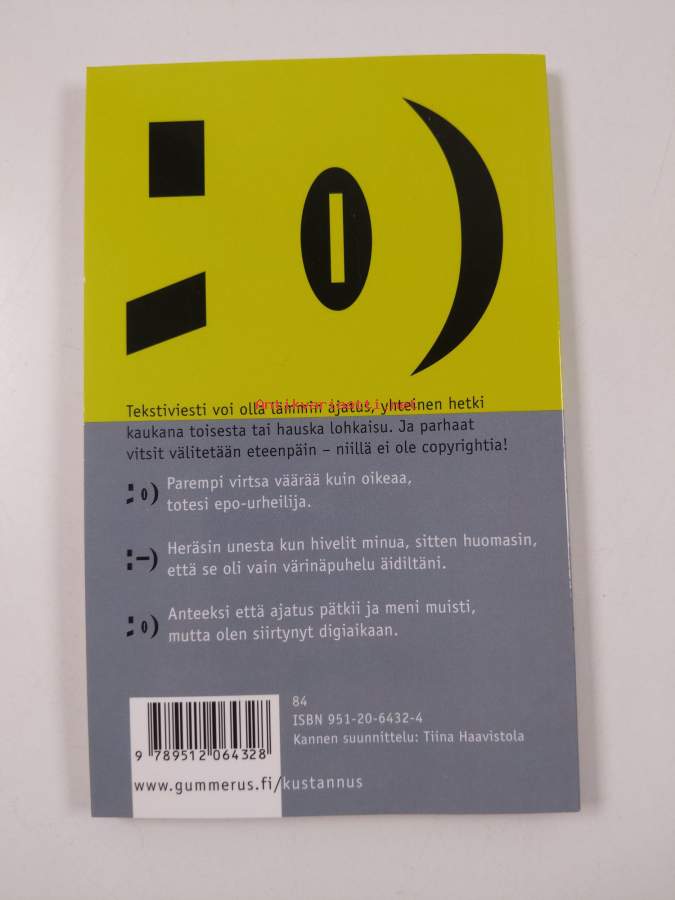 Tekstiviesti voi olla lämmin ajatus, yhteinen hetki
Antikvariaatti.net
kaukana toisesta tai hauska lohkaisu. Ja parhaat
vitsit välitetään eteenpäin – niillä ei ole copyrightia!
Parempi virtsa väärää kuin oikeaa,
totesi epo-urheilija.
:-) Heräsin unesta kun hivelit minua, sitten huomasin,
että se oli vain värinäpuhelu äidiltäni.
Anteeksi että ajatus pätkii ja meni muisti,
mutta olen siirtynyt digiaikaan.
84
ISBN 951-20-6432-4
Kannen suunnittelu: Tiina Haavistola
9 789512 064328
www.gummerus.fi/kustannus